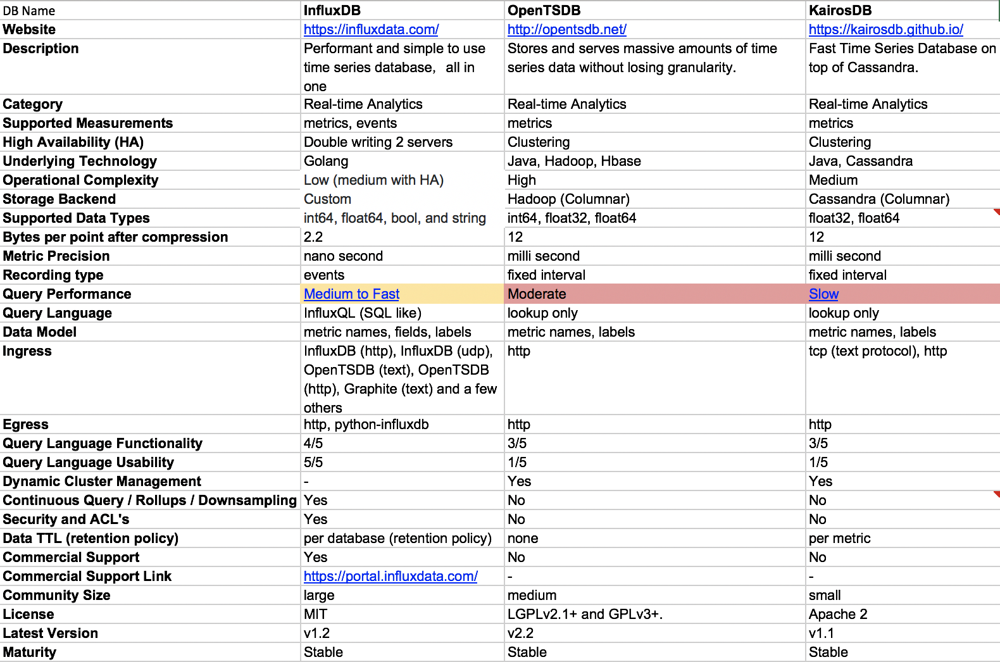 DB Name InfluxDB OpenTSDB KairosDB
Website https://influxdata.com/ http://opentsdb.net/ https://kairosdb.github.io/
Description Performant and simple to use Stores and serves massive amounts of time Fast Time Series Database on
time series database, all in series data without losing granularity. top of Cassandra.
one
Category Real-time Analytics Real-time Analytics Real-time Analytics
Supported Measurements metrics, events metrics metrics
High Availability (HA) Double writing 2 servers Clustering Clustering
Underlying Technology Golang Java, Hadoop, Hbase Java, Cassandra
Operational Complexity Low (medium with HA) High Medium
Storage Backend Custom Hadoop (Columnar) Cassandra (Columnar)
Supported Data Types int64, float64, bool, and string int64, float32, float64 float32, float64
Bytes per point after compression 2.2 12 12
Metric Precision nano second milli second milli second
Recording type events fixed interval fixed interval
Query Performance Medium to Fast Moderate Slow
Query Language InfluxQL (SQL like) lookup only lookup only
Data Model metric names, fields, labels metric names, labels metric names, labels
Ingress InfluxDB (http), InfluxDB (udp), http tcp (text protocol), http
OpenTSDB (text), OpenTSDB
(http), Graphite (text) and a few
others
Egress http, python-influxdb http http
Query Language Functionality 4/5 3/5 3/5
Query Language Usability 5/5 1/5 1/5
Dynamic Cluster Management - Yes Yes
Continuous Query / Rollups / Downsampling Yes No No
Security and ACL's Yes No No
Data TTL (retention policy) per database (retention policy) none per metric
Commercial Support Yes No No
Commercial Support Link https://portal.influxdata.com/ - -
Community Size large medium small
License MIT LGPLv2.1+ and GPLv3+. Apache 2
Latest Version v1.2 v2.2 v1.1
Maturity Stable Stable Stable